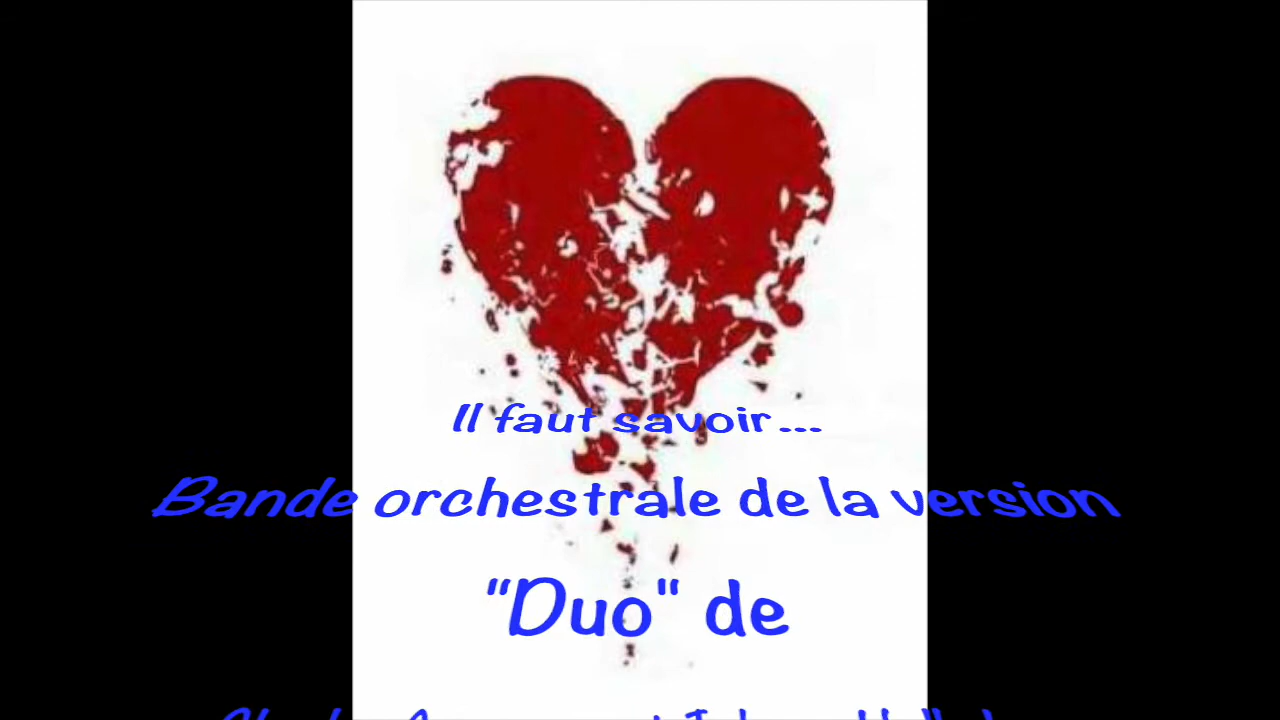 Il faut savoir...
Bande orchestrale de la version
"Duo" de